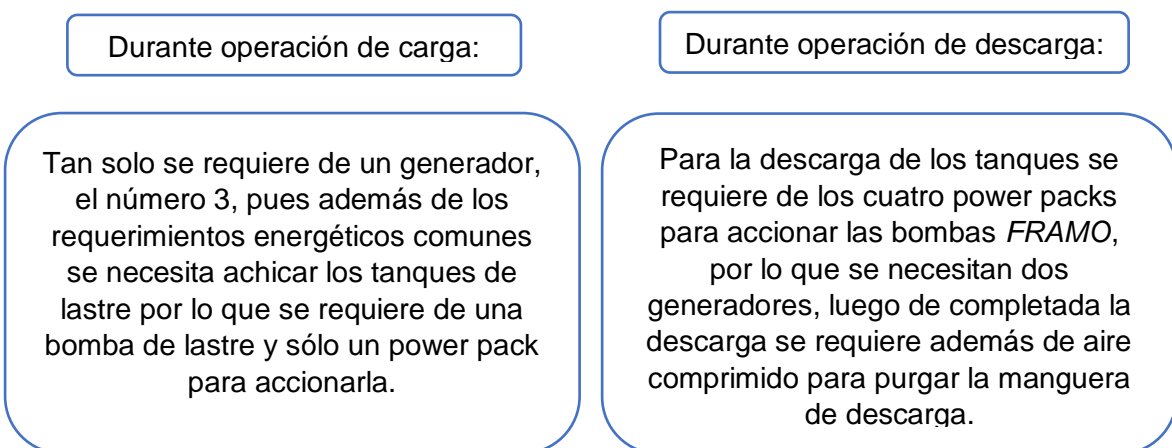 Durante operación de carga:
Tan solo se requiere de un generador,
el número 3, pues además de los
requerimientos energéticos comunes
se necesita achicar los tanques de
lastre por lo que se requiere de una
bomba de lastre y sólo un power pack
para accionarla.
Durante operación de descarga:
Para la descarga de los tanques se
requiere de los cuatro power packs
para accionar las bombas FRAMO,
por lo que se necesitan dos
generadores, luego de completada la
descarga se requiere además de aire
comprimido para purgar la manguera
de descarga.